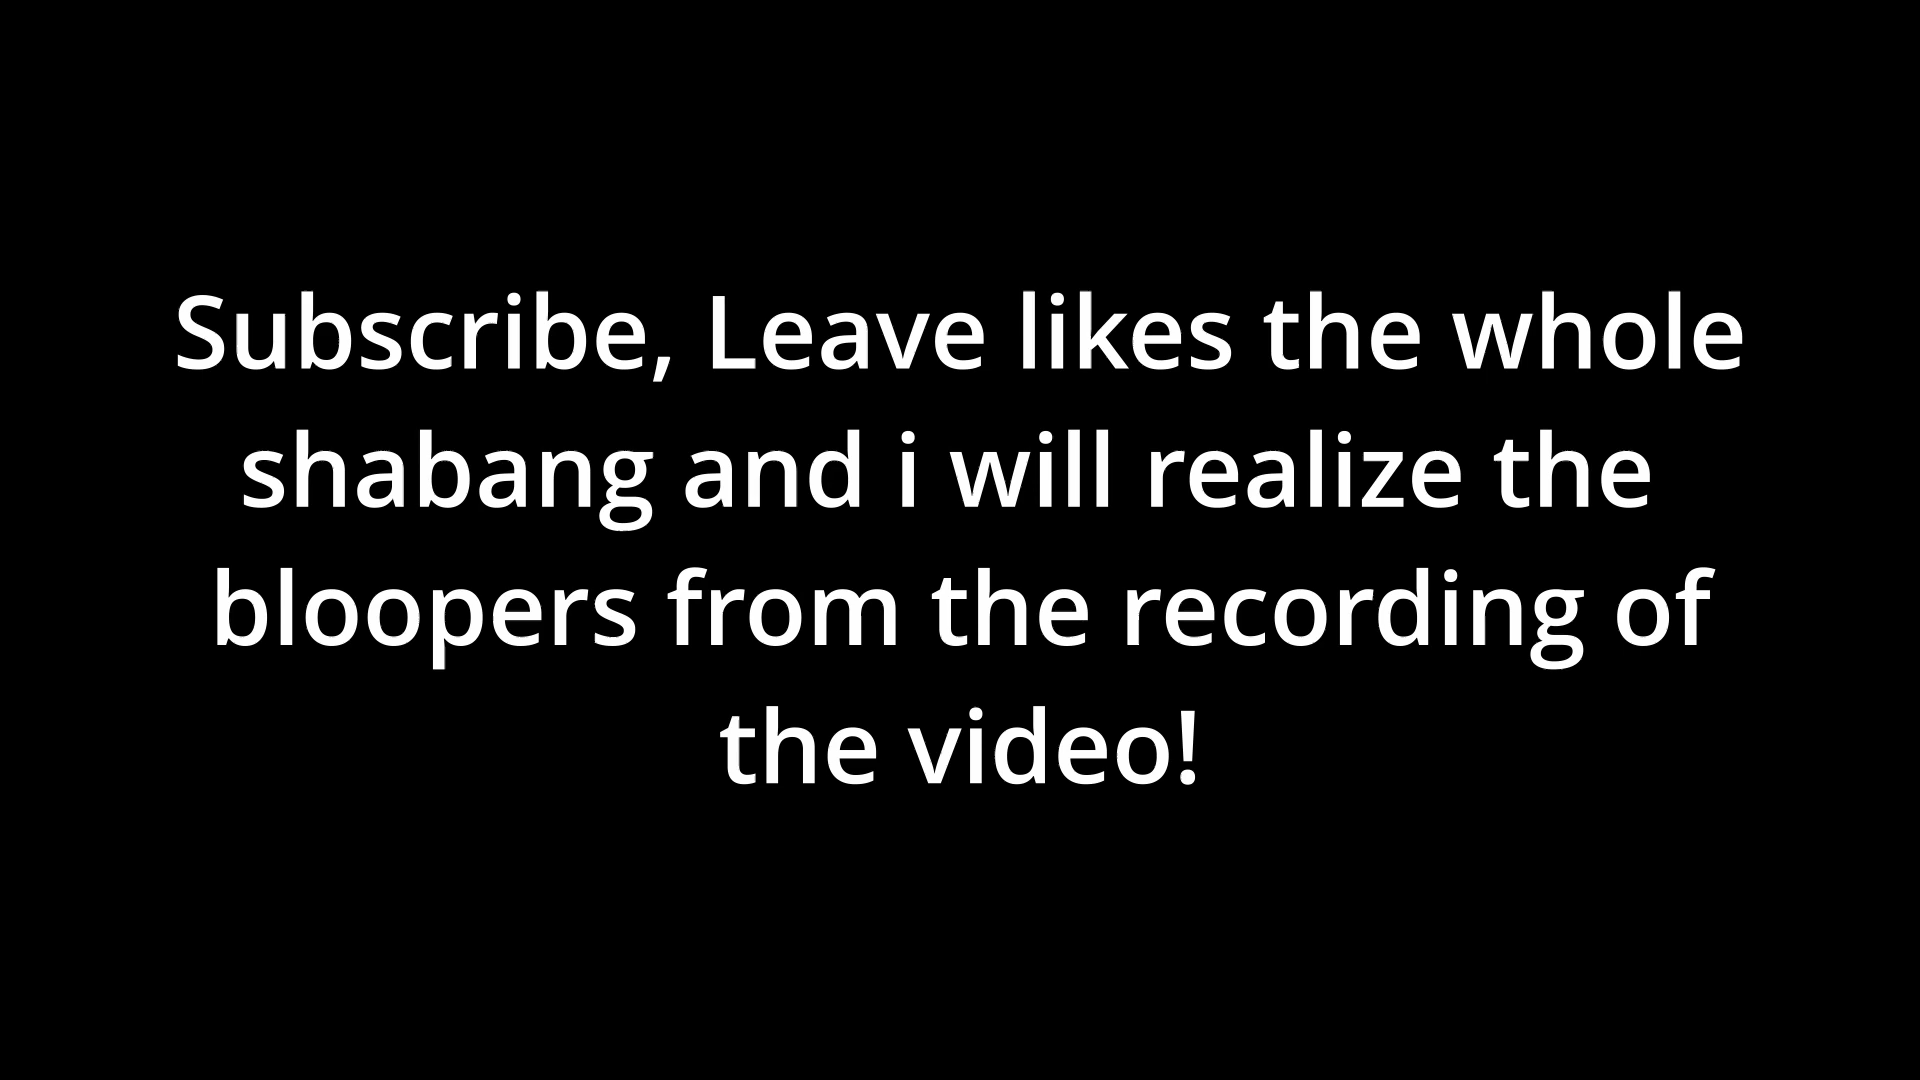 Subscribe, Leave likes the whole
shabang and i will realize the
bloopers from the recording of
the video!